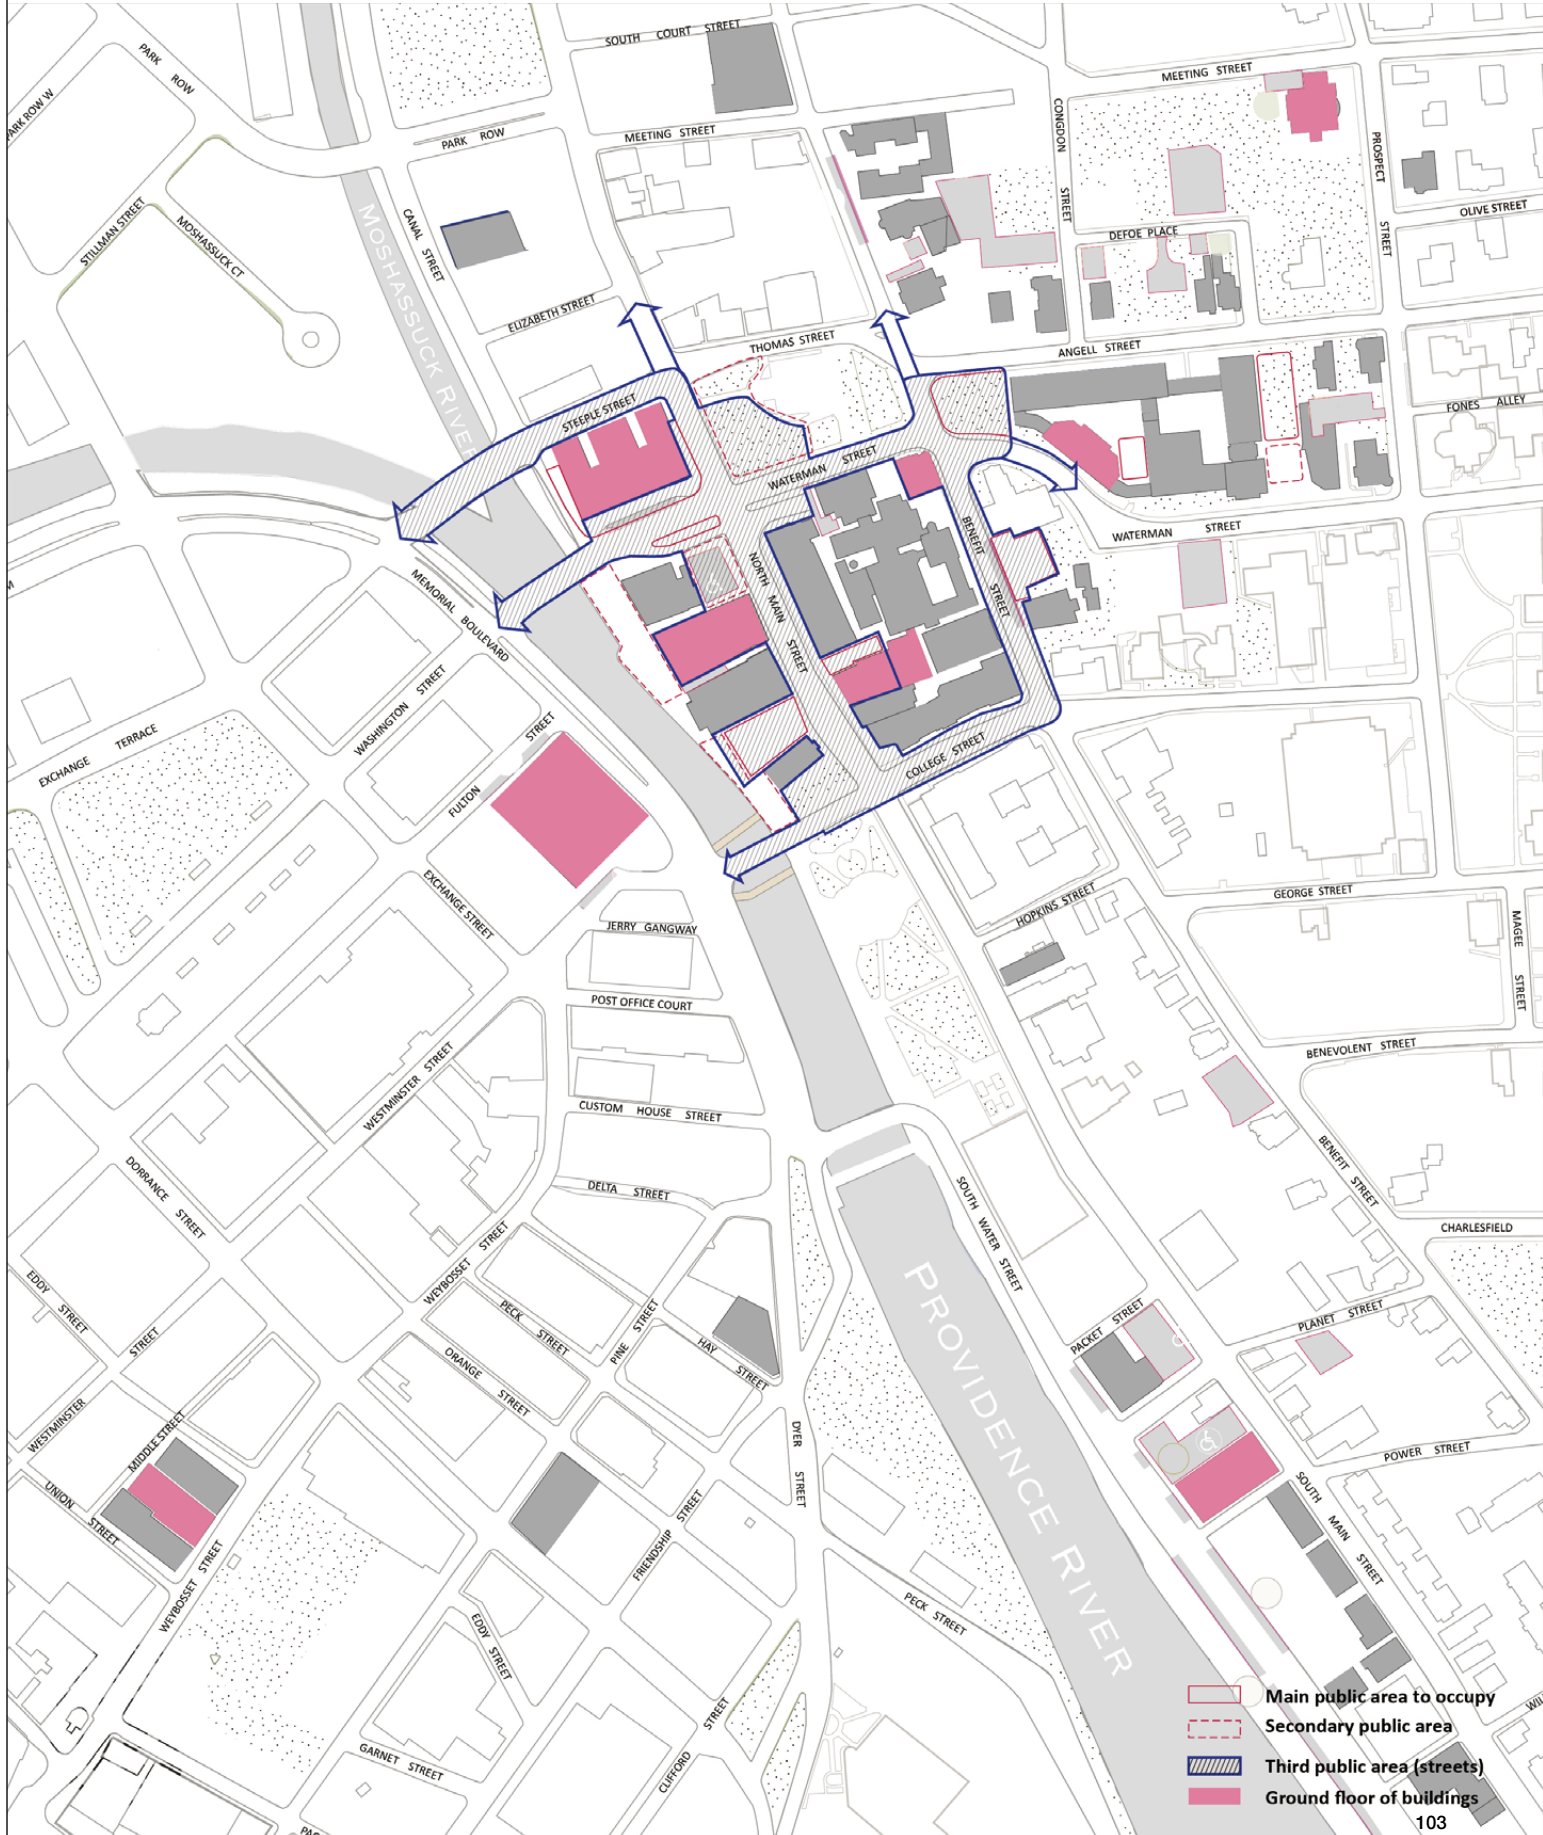 SOUTH COURT STREET
PARK ROW
MEETING STREET
PARK ROW W
MEETING STREET
PARK ROW
CONGDON STREET
PROSPECT STREET
STILLMAN STREET
MOSHASSUCK CT
MOSHASSUCK RIVER
CANAL STREET
OLIVE STREET
DEFOE PLACE
ELIZABETH STREET
THOMAS STREET
ANGELL STREET
STEEPLE STREET
FONES ALLEY
WATERMAN STREET
BENEFIT STREET
WATERMAN STREET
NORTH MAIN STREET
MEMORIAL BOULEVARD
WASHINGTON STREET
EXCHANGE TERRACE
FULTON STREET
COLLEGE STREET
EXCHANGE STREET
HOPKINS STREET
GEORGE STREET
MAGEE STREET
JERRY GANGWAY
POST OFFICE COURT
WESTMINSTER STREET
BENEVOLENT STREET
CUSTOM HOUSE STREET
DORRANCE STREET
DELTA STREET
BENEFIT STREET
SOUTH WATER STREET
CHARLESFIELD
WEYBOSSET STREET
EDDY STREET
PECK STREET
PINE STREET
HAY STREET
PROVIDENCE RIVER
PACKET STREET
PLANET STREET
ORANGE STREET
WESTMINSTER STREET
MIDDLE STREET
DYER STREET
POWER STREET
UNION STREET
SOUTH MAIN STREET
FRIENDSHIP STREET
WEYBOSSET STREET
PECK STREET
EDDY STREET
CLIFFORD STREET
GARNET STREET
Main public area to occupy
Secondary public area
Third public area (streets)
Ground floor of buildings
103